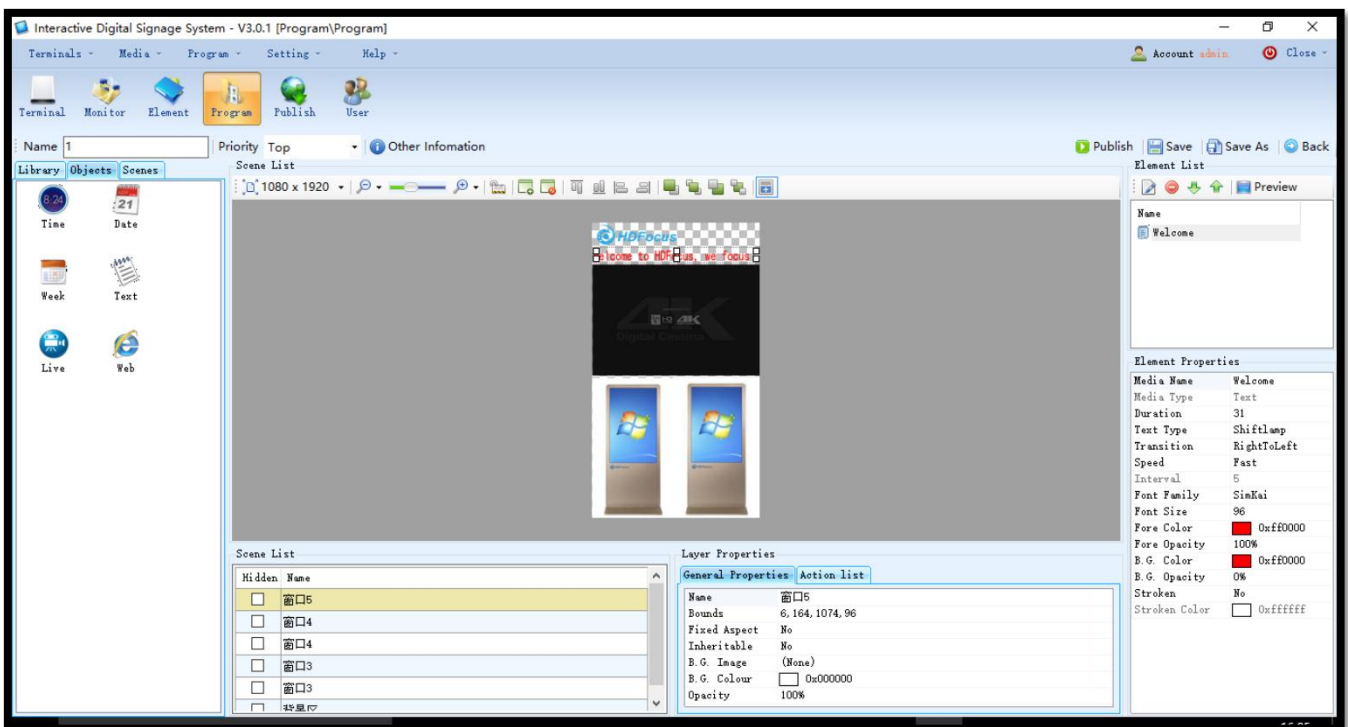 Interactive Digital Signage System - V3.0.1 [Program\Program]
Terminals Media Program Setting Help Account admin Close
Terminal Monitor Element Program Publish User
Name 1 Priority Top Other Infomation Publish Save Save As Back
Library Objects Scenes
8:24 21
Time Date
Week Text
Live Web
Scene List
1080 x 1920
HDFocus
elcome to HDFocus, we focus
4K
4K
Digital Cinema
Scene List
Hidden Name
窗口5
窗口4
窗口4
窗口3
窗口3
Layer Properties
General Properties Action list
Name 窗口5
Bounds 6, 164, 1074, 96
Fixed Aspect No
Inheritable No
B.G. Image (None)
B.G. Colour 0x000000
Opacity 100%
Element List
Preview
Name
Welcome
Element Properties
Media Name Welcome
Media Type Text
Duration 31
Text Type Shiftlamp
Transition RightToLeft
Speed Fast
Interval 5
Font Family SimKai
Font Size 96
Fore Color 0xff0000
Fore Opacity 100%
B.G. Color 0xff0000
B.G. Opacity 0%
Stroken No
Stroken Color 0xffffff